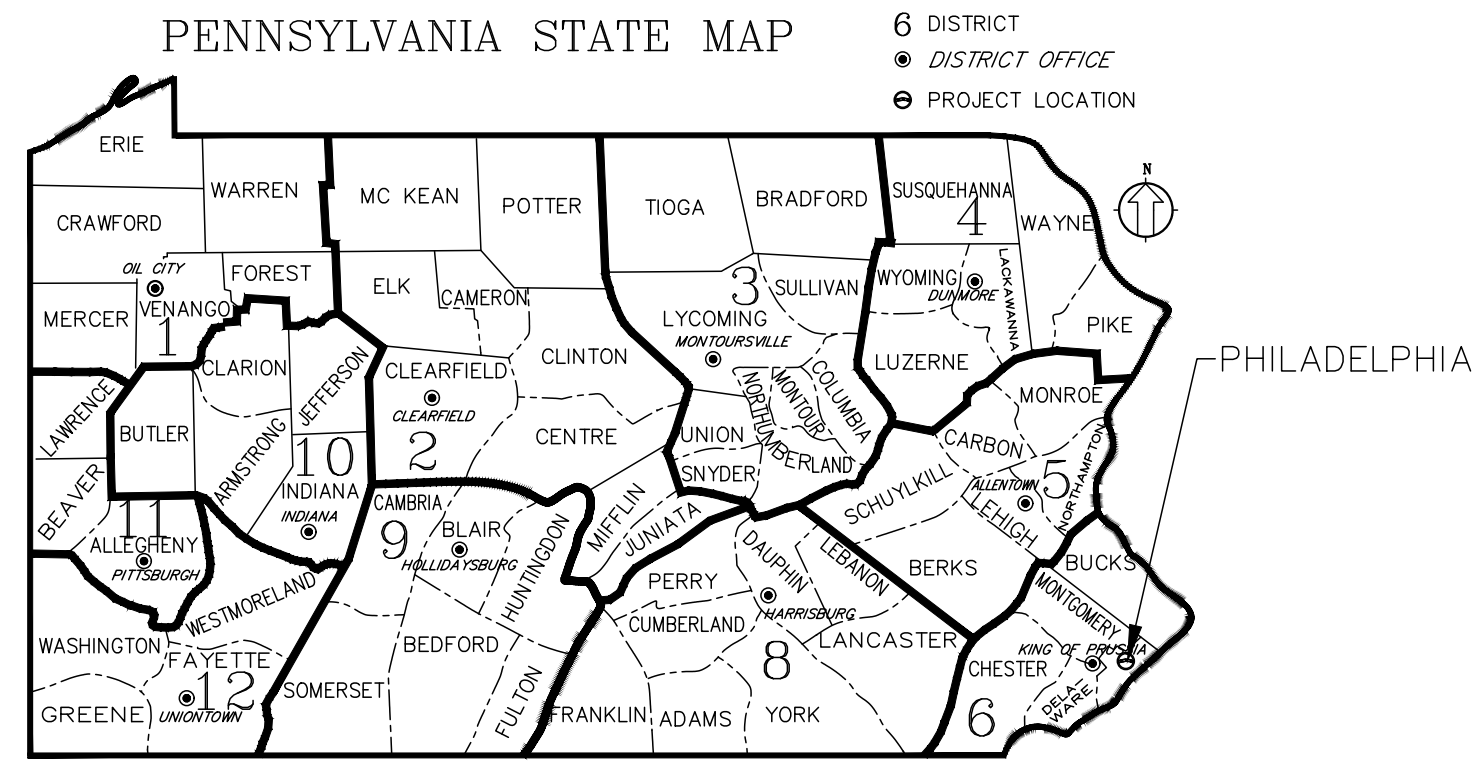 PENNSYLVANIA STATE MAP
6 DISTRICT
DISTRICT OFFICE
PROJECT LOCATION
N
ERIE
WARREN
MC KEAN
POTTER
TIOGA
BRADFORD
SUSQUEHANNA
4
WAYNE
CRAWFORD
OIL CITY
FOREST
ELK
CAMERON
3
SULLIVAN
WYOMING
DUNMORE
LACKAWANNA
MERCER
VENANGO
1
LYCOMING
MONTOURSVILLE
PIKE
CLARION
JEFFERSON
CLEARFIELD
CLEARFIELD
CLINTON
LUZERNE
PHILADELPHIA
LAWRENCE
BUTLER
ARMSTRONG
10
2
CENTRE
UNION
NORTHUMBERLAND
MONTOUR
COLUMBIA
MONROE
CARBON
SNYDER
BEAVER
INDIANA
INDIANA
CAMBRIA
9
BLAIR
HOLLIDAYSBURG
HUNTINGDON
MIFFLIN
JUNIATA
SCHUYLKILL
ALLENTOWN
5
NORTHAMPTON
LEHIGH
11
ALLEGHENY
PITTSBURGH
WESTMORELAND
PERRY
DAUPHIN
LEBANON
BERKS
BUCKS
MONTGOMERY
HARRISBURG
CUMBERLAND
WASHINGTON
FAYETTE
BEDFORD
LANCASTER
KING OF PRUSSIA
CHESTER
8
12
SOMERSET
FULTON
DELA-
WARE
GREENE
UNIONTOWN
FRANKLIN
ADAMS
YORK
6